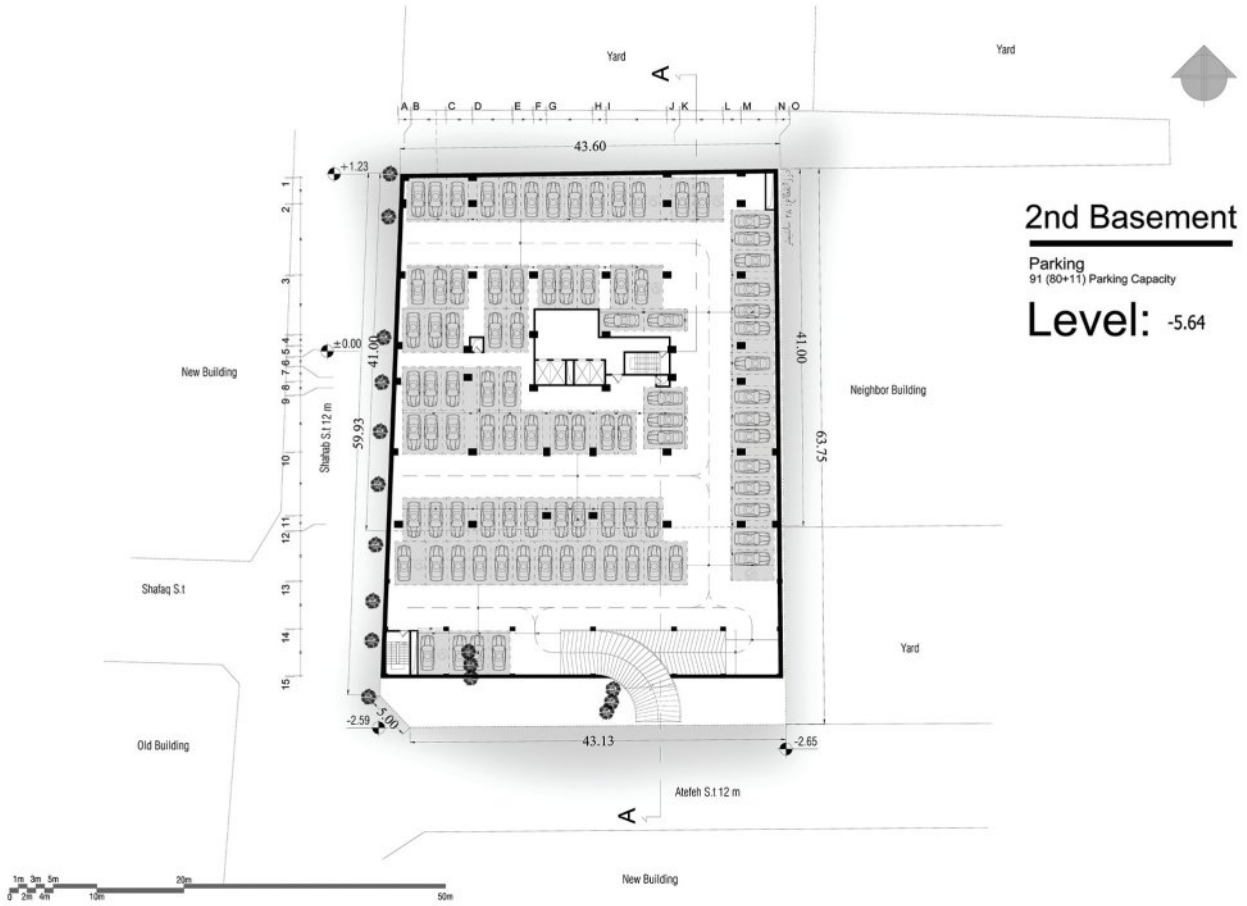 Yard
Yard
A
A B C D E F G H I J K L M N O
43.60
+1.23
1
2
3
4
5
6
7
8
9
10
11
12
13
14
15
2nd Basement
Parking
91 (80+11) Parking Capacity
Level: -5.64
±0.00
41.00
41.00
New Building
Neighbor Building
Shahab S.t 12 m
59.93
63.75
Shafaq S.t
Yard
-5.00
-2.59
43.13
-2.65
Old Building
Atefeh S.t 12 m
A
New Building
1m 3m 5m 20m
0 2m 4m 10m 50m